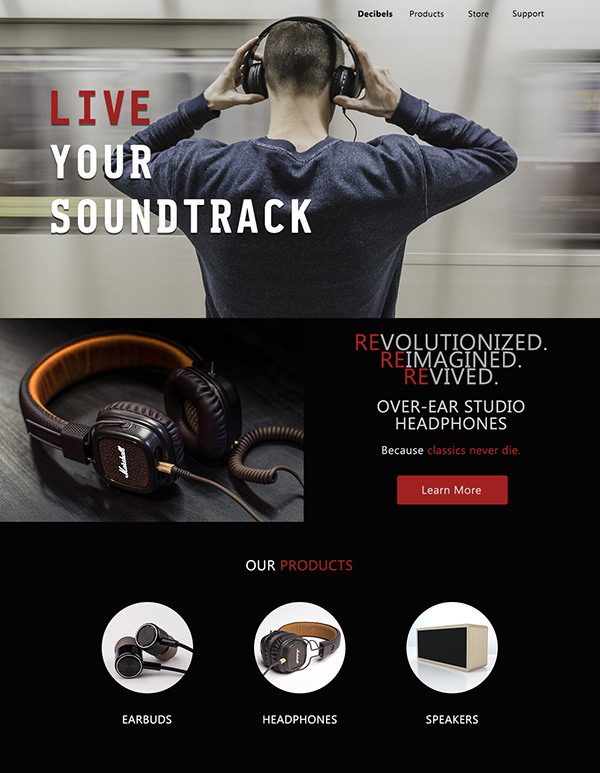 Decibels Products Store Support
LIVE
YOUR
SOUNDTRACK
REVOLUTIONIZED.
REIMAGINED.
REVIVED.
Marshall
OVER-EAR STUDIO
HEADPHONES
Because classics never die.
Learn More
OUR PRODUCTS
EARBUDS HEADPHONES SPEAKERS